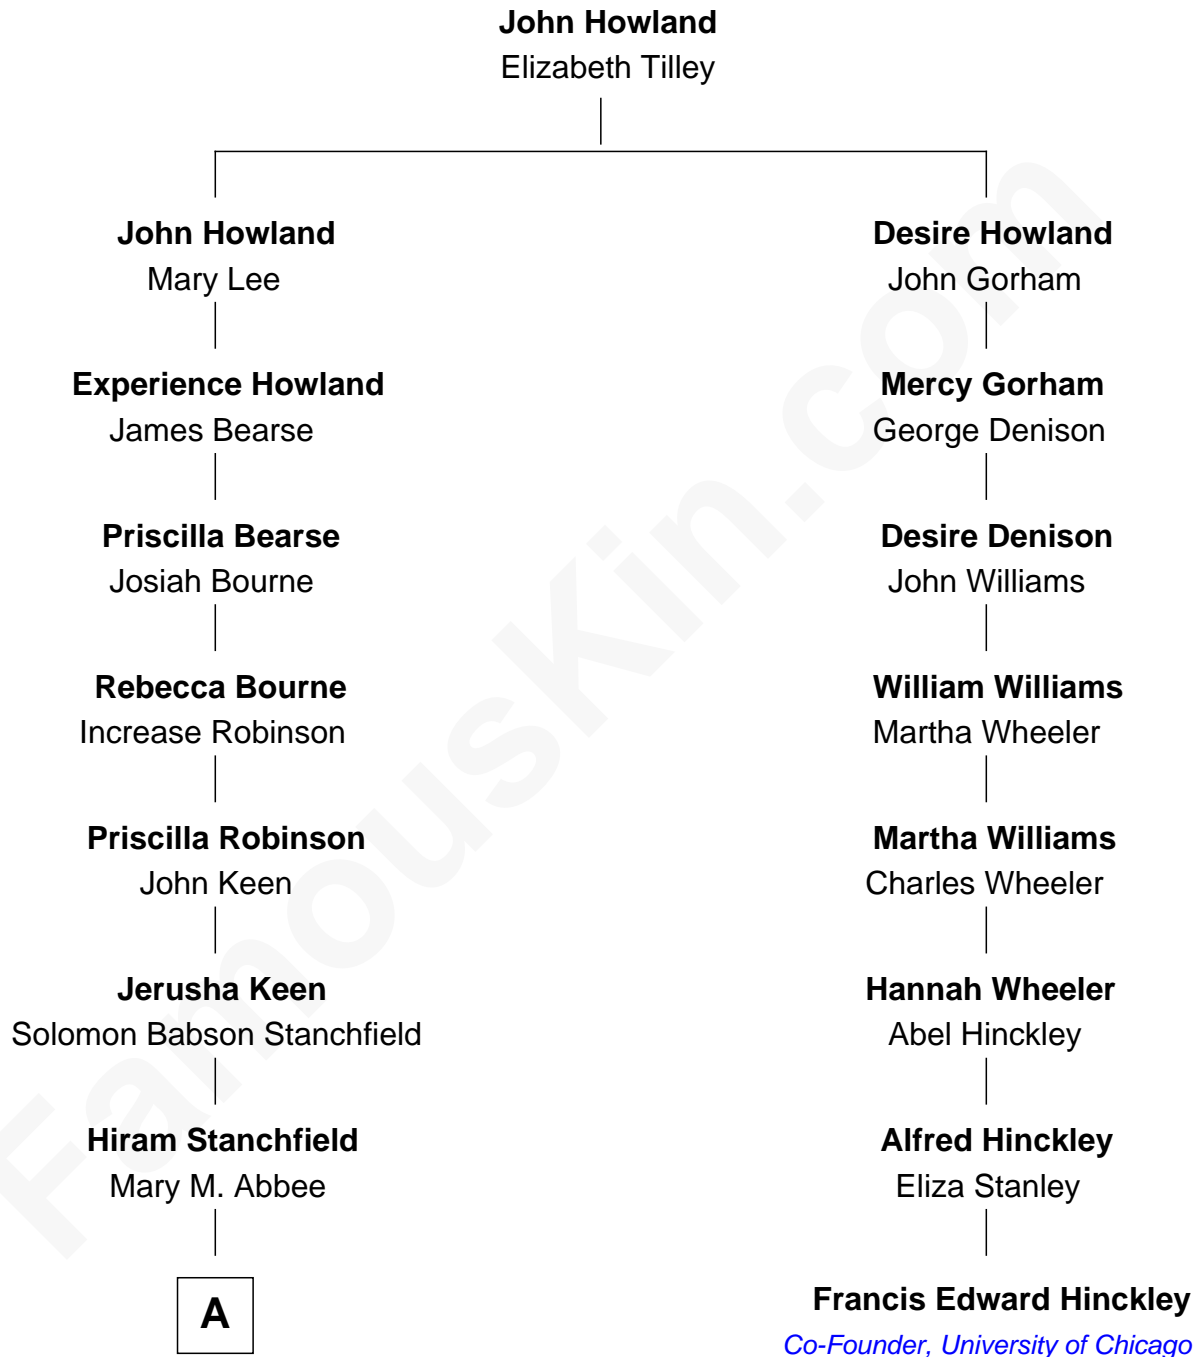 John Howland
Elizabeth Tilley
John Howland
Mary Lee
Experience Howland
James Bearse
Priscilla Bearse
Josiah Bourne
Rebecca Bourne
Increase Robinson
Priscilla Robinson
John Keen
Jerusha Keen
Solomon Babson Stanchfield
Hiram Stanchfield
Mary M. Abbee
A
Desire Howland
John Gorham
Mercy Gorham
George Denison
Desire Denison
John Williams
William Williams
Martha Wheeler
Martha Williams
Charles Wheeler
Hannah Wheeler
Abel Hinckley
Alfred Hinckley
Eliza Stanley
Francis Edward Hinckley
Co-Founder, University of Chicago
FamousKin.com